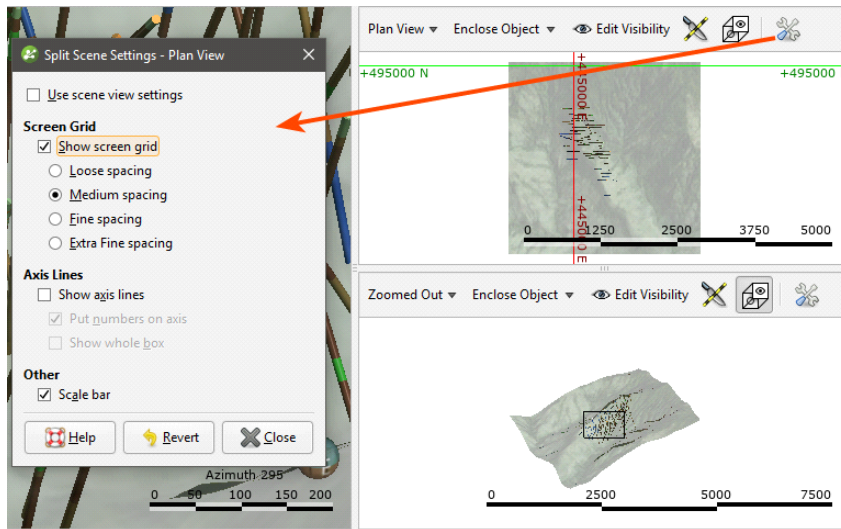 Split Scene Settings - Plan View
Use scene view settings
Screen Grid
Show screen grid
Loose spacing
Medium spacing
Fine spacing
Extra Fine spacing
Axis Lines
Show axis lines
Put numbers on axis
Show whole box
Other
Scale bar
Help Revert Close
Azimuth 295
0 50 100 150 200
Plan View Enclose Object Edit Visibility
+495000 N +495000
+445000 E
+445000 E
0 1250 2500 3750 5000
Zoomed Out Enclose Object Edit Visibility
0 2500 5000 7500